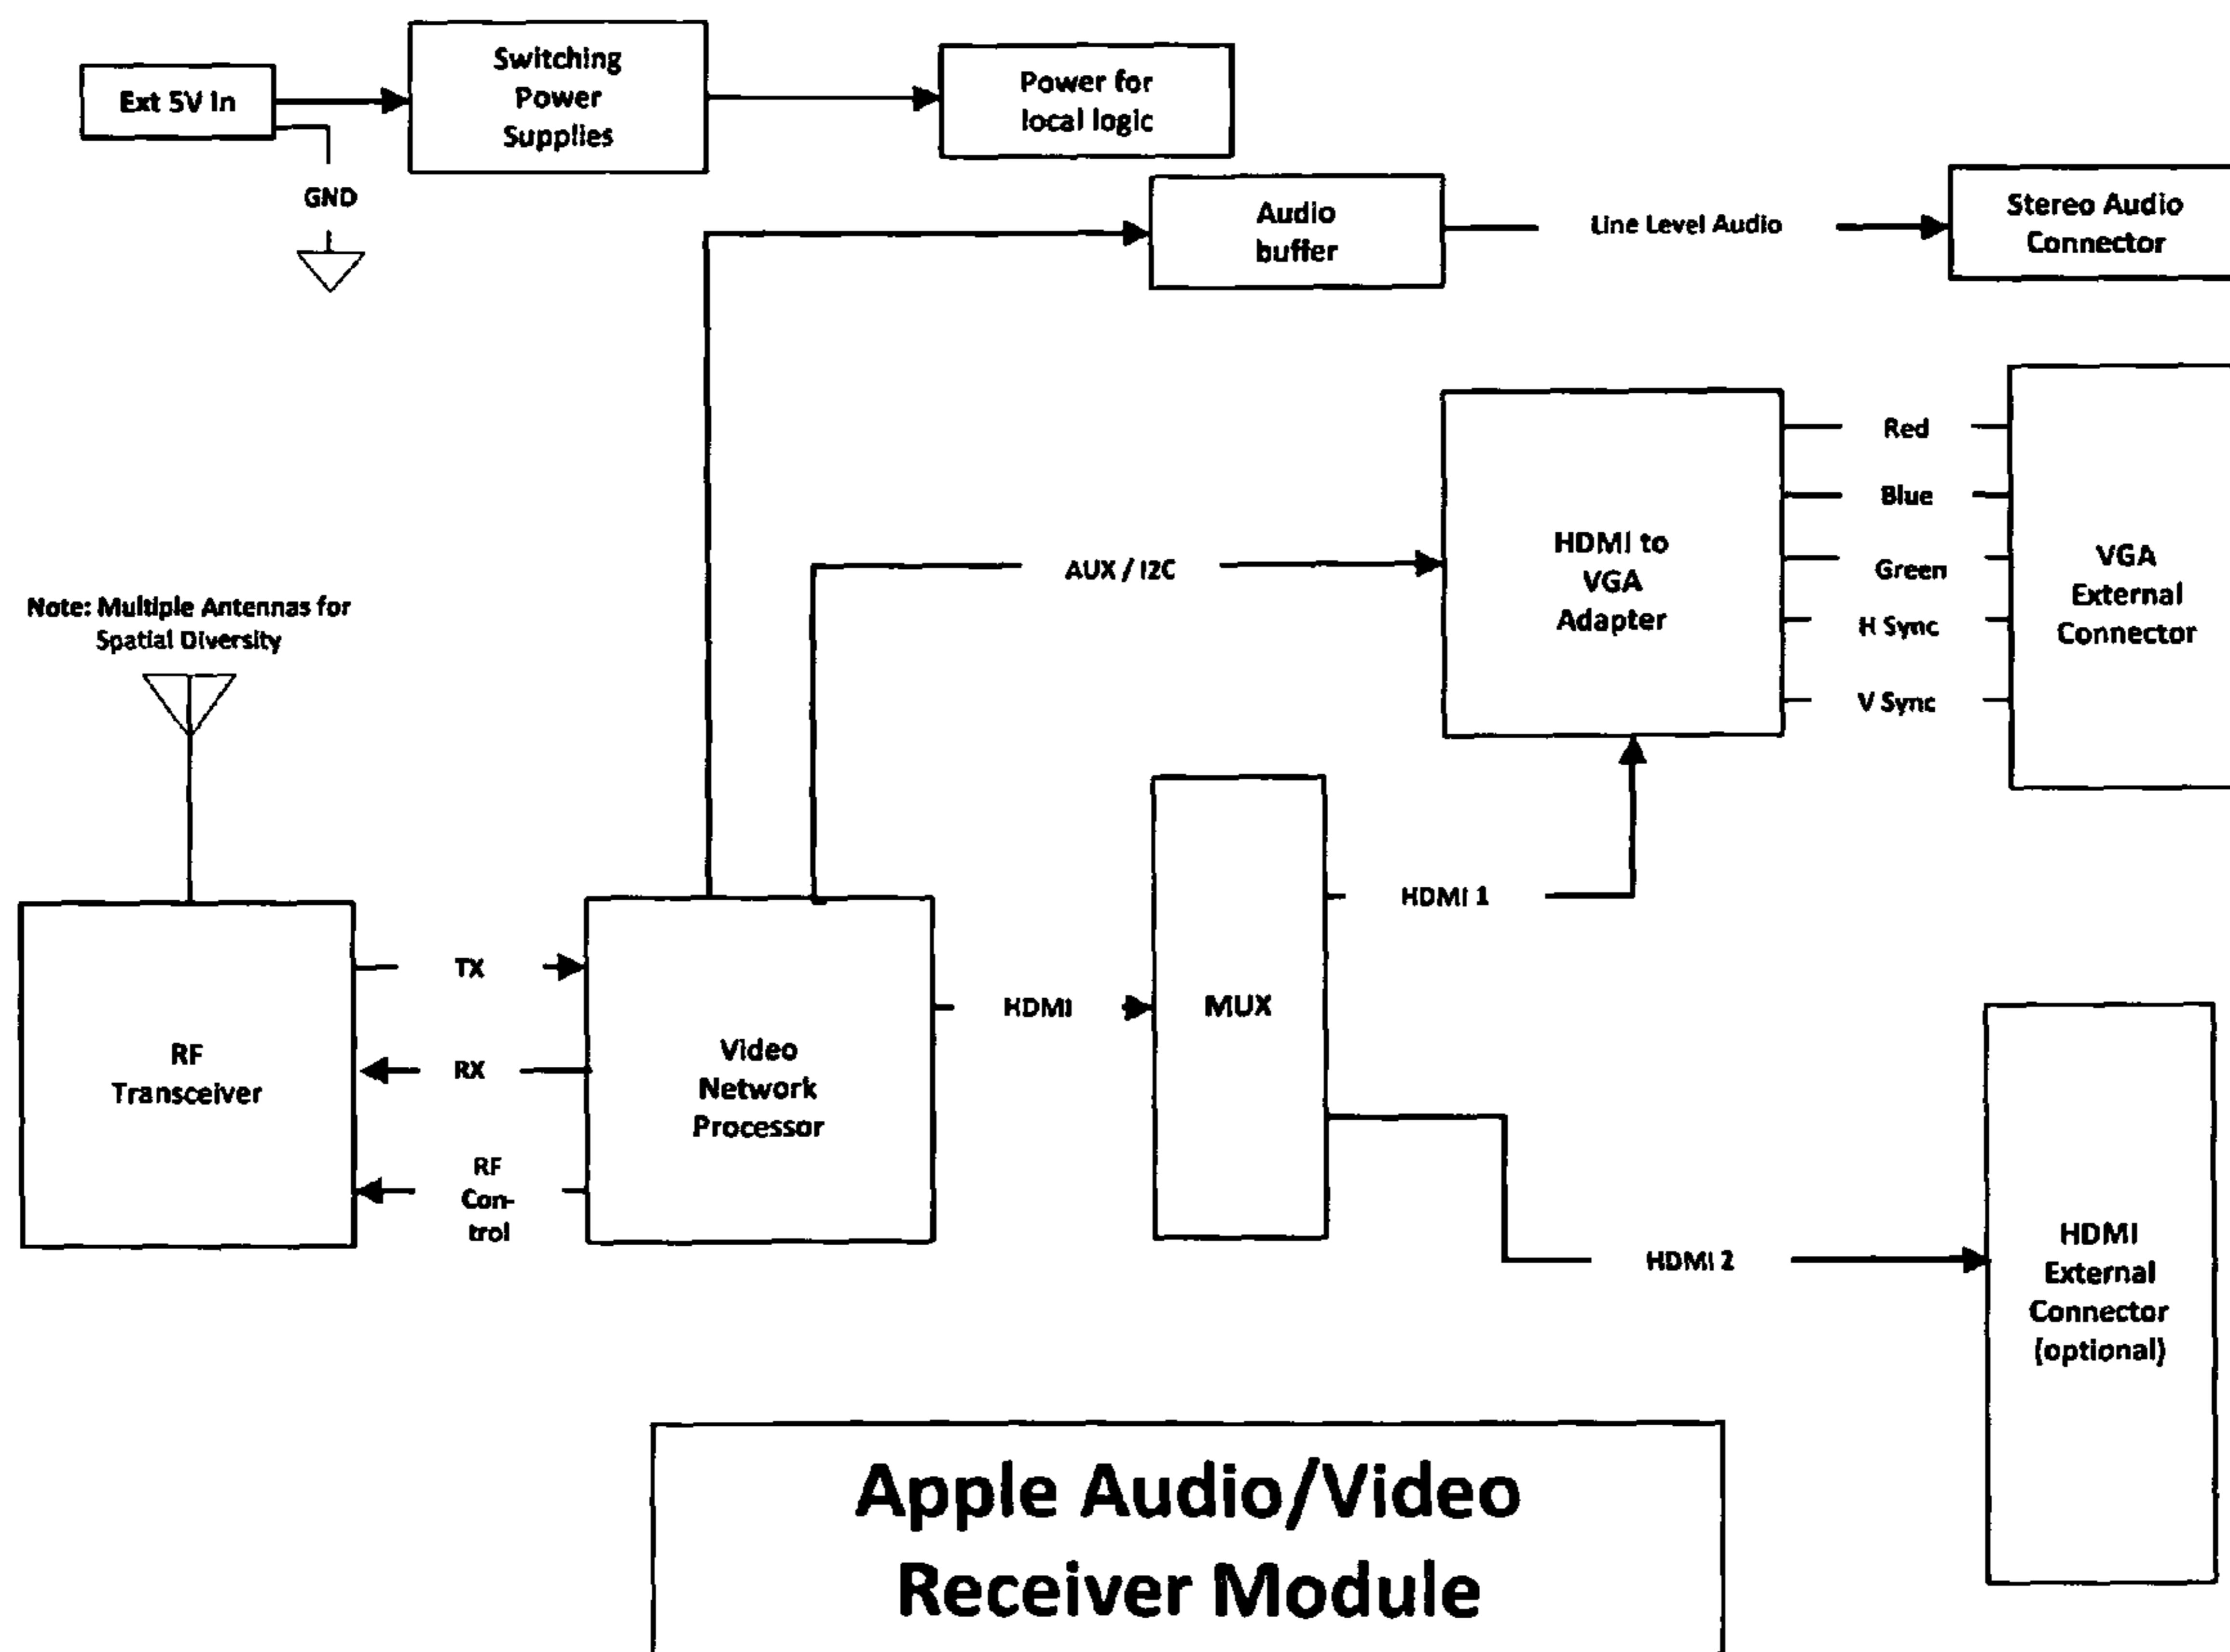 Ext 5V In
Switching
Power
Supplies
Power for
local logic
GND
Audio
buffer
Line Level Audio
Stereo Audio
Connector
Note: Multiple Antennas for
Spatial Diversity
AUX / I2C
HDMI to
VGA
Adapter
Red
Blue
Green
H Sync
V Sync
VGA
External
Connector
RF
Transceiver
TX
RX
RF
Con-
trol
Video
Network
Processor
HDMI
MUX
HDMI 1
HDMI 2
HDMI
External
Connector
(optional)
Apple Audio/Video
Receiver Module